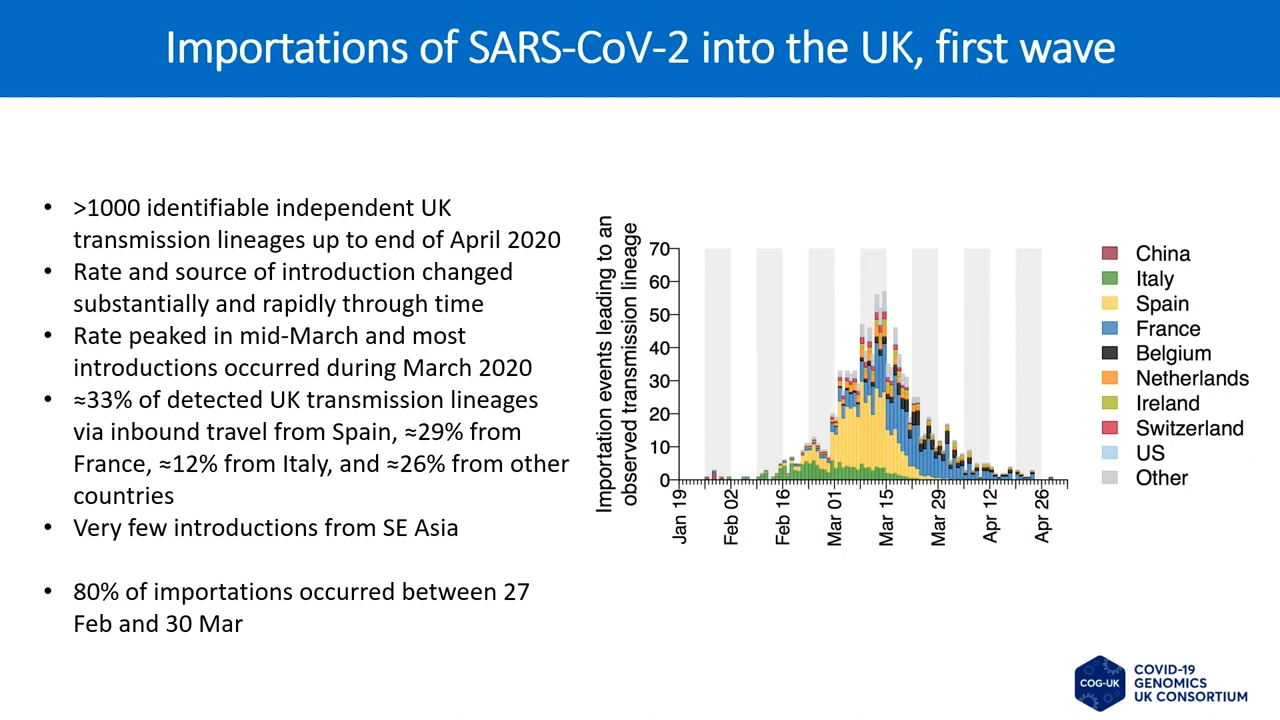 Importations of SARS-CoV-2 into the UK, first wave
• >1000 identifiable independent UK
transmission lineages up to end of April 2020
• Rate and source of introduction changed
substantially and rapidly through time
• Rate peaked in mid-March and most
introductions occurred during March 2020
• ≈33% of detected UK transmission lineages
via inbound travel from Spain, ≈29% from
France, ≈12% from Italy, and ≈26% from other
countries
• Very few introductions from SE Asia
• 80% of importations occurred between 27
Feb and 30 Mar
Importation events leading to an
observed transmission lineage
70
60
50
40
30
20
10
0
Jan 19
Feb 02
Feb 16
Mar 01
Mar 15
Mar 29
Apr 12
Apr 26
China
Italy
Spain
France
Belgium
Netherlands
Ireland
Switzerland
US
Other
COG-UK
COVID-19
GENOMICS
UK CONSORTIUM